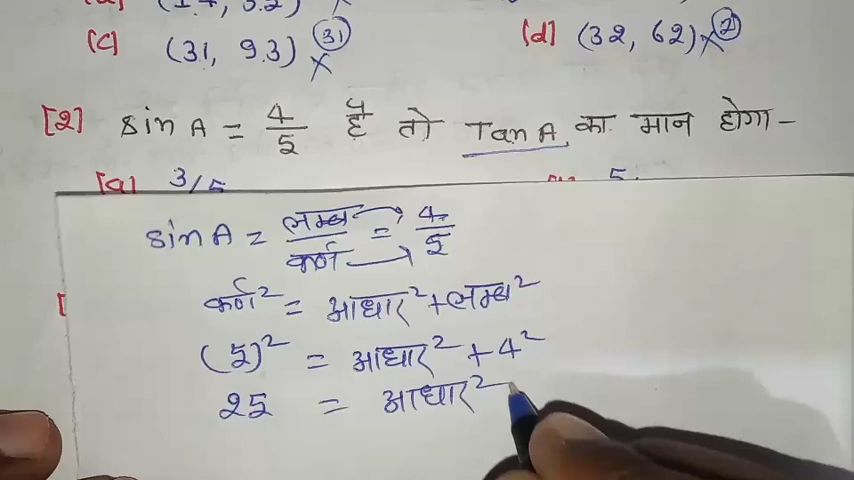 (c) (31, 93) × 31 (d) (32, 62) × 2
[2] sin A = 4/5 है तो Tan A का मान होगा -
[a] 3/5
sin A = लम्ब/कर्ण = 4/5
कर्ण² = आधार² + लम्ब²
(5)² = आधार² + 4²
25 = आधार²